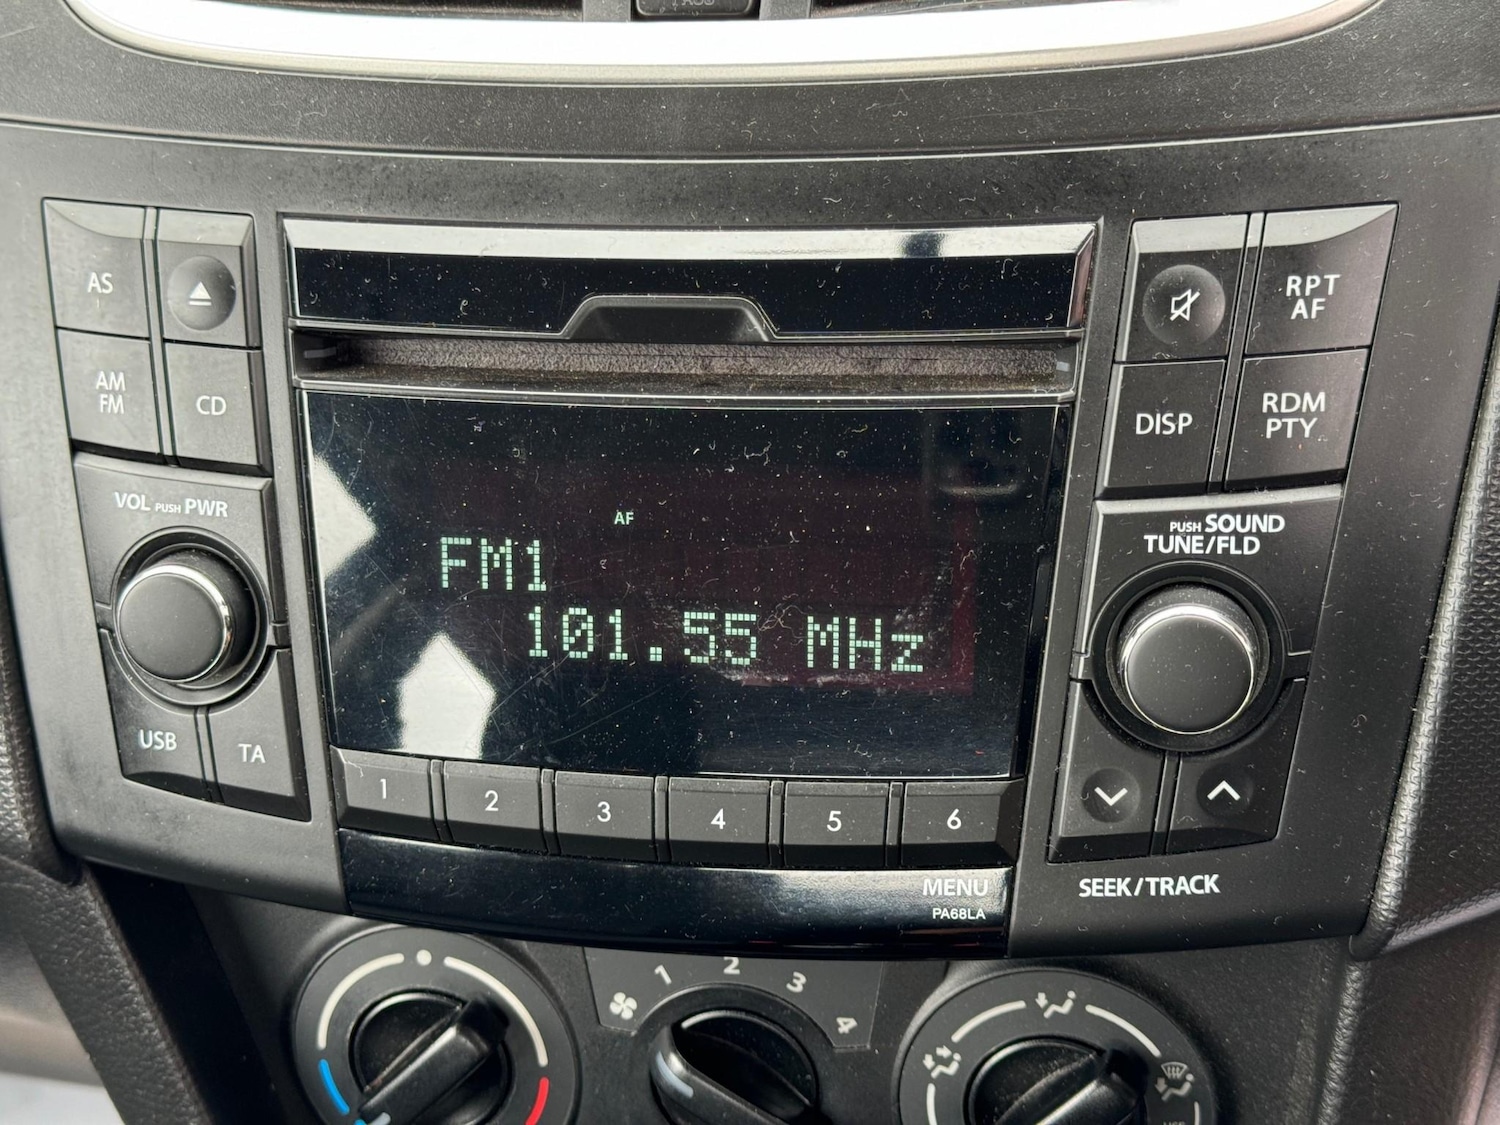 AS
AM
FM
CD
VOL PUSH PWR
USB
TA
AF
FM1
101.55 MHz
1 2 3 4 5 6
MENU
PA68LA
RPT
AF
DISP
RDM
PTY
PUSH SOUND
TUNE/FLD
SEEK/TRACK
1 2 3 4